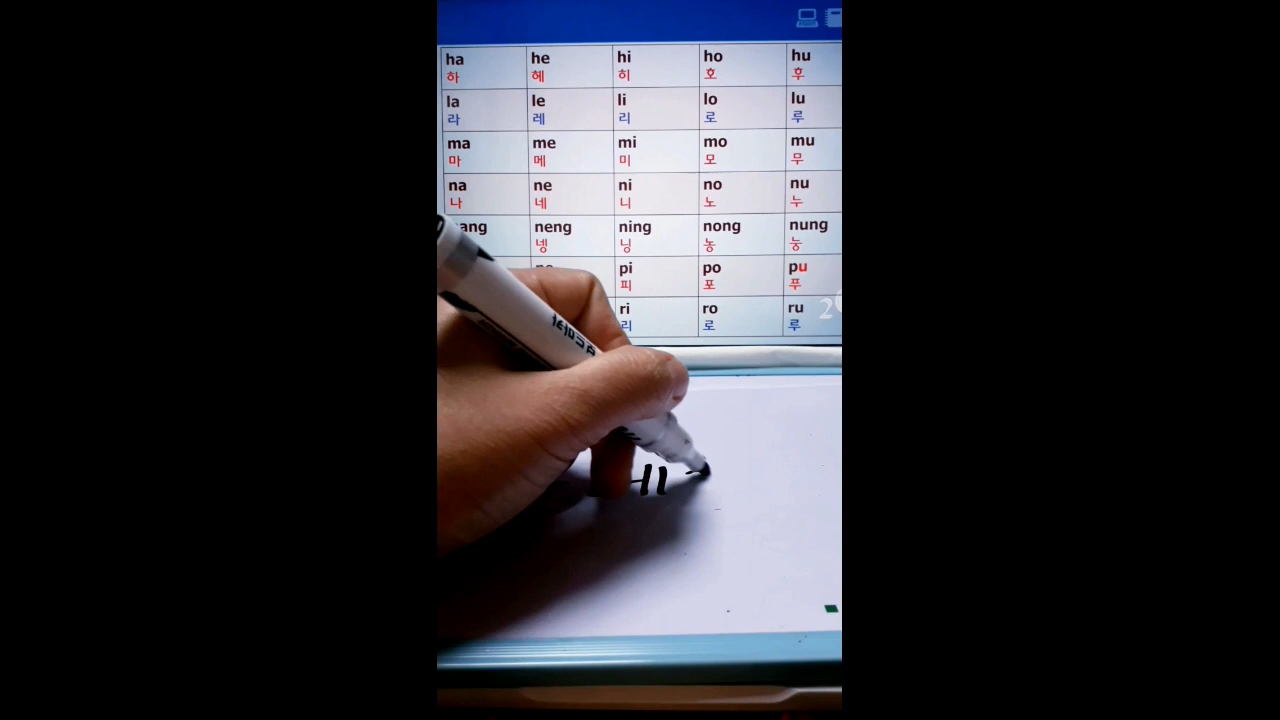 ha he hi ho hu
하 헤 히 호 후
la le li lo lu
라 레 리 로 루
ma me mi mo mu
마 메 미 모 무
na ne ni no nu
나 네 니 노 누
ang neng ning nong nung
넹 닝 농 눙
pi po pu
피 포 푸
ri ro ru
리 로 루